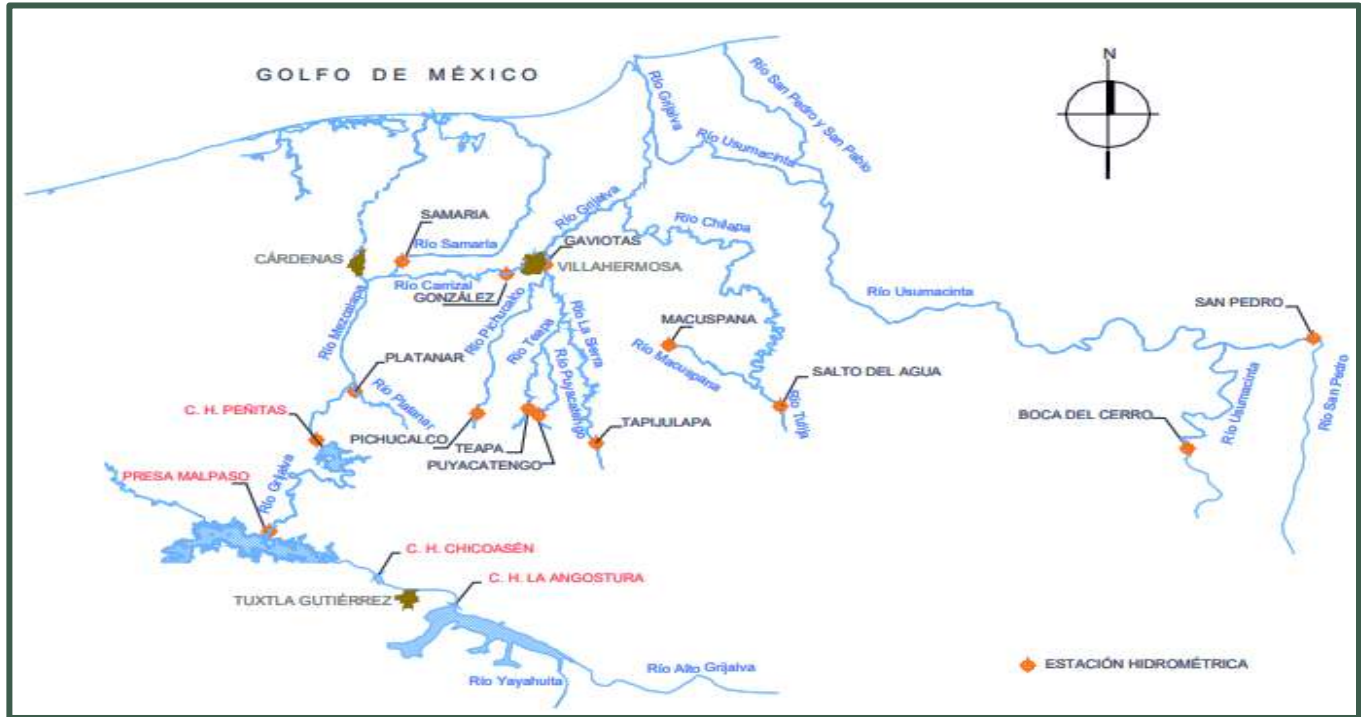 N
GOLFO DE MÉXICO
Río Grijalva
Río San Pedro y San Pablo
Río Usumacinta
SAMARIA
Río Samaría
CÁRDENAS
Río Grijalva
Río Chilapa
GAVIOTAS
VILLAHERMOSA
Río Carrizal
GONZÁLEZ
Río Mezcalapa
Río Pichucalco
Río Teapa
Río La Sierra
Río Puyacatengo
Río Usumacinta
SAN PEDRO
MACUSPANA
Río Macuspana
PLATANAR
Río Platanar
SALTO DEL AGUA
Río Tulija
C. H. PEÑITAS
PICHUCALCO
TEAPA
PUYACATENGO
TAPIJULAPA
BOCA DEL CERRO
Río Usumacinta
Río San Pedro
PRESA MALPASO
Río Grijalva
C. H. CHICOASÉN
C. H. LA ANGOSTURA
TUXTLA GUTIÉRREZ
Río Yayahuita
Río Alto Grijalva
ESTACIÓN HIDROMÉTRICA